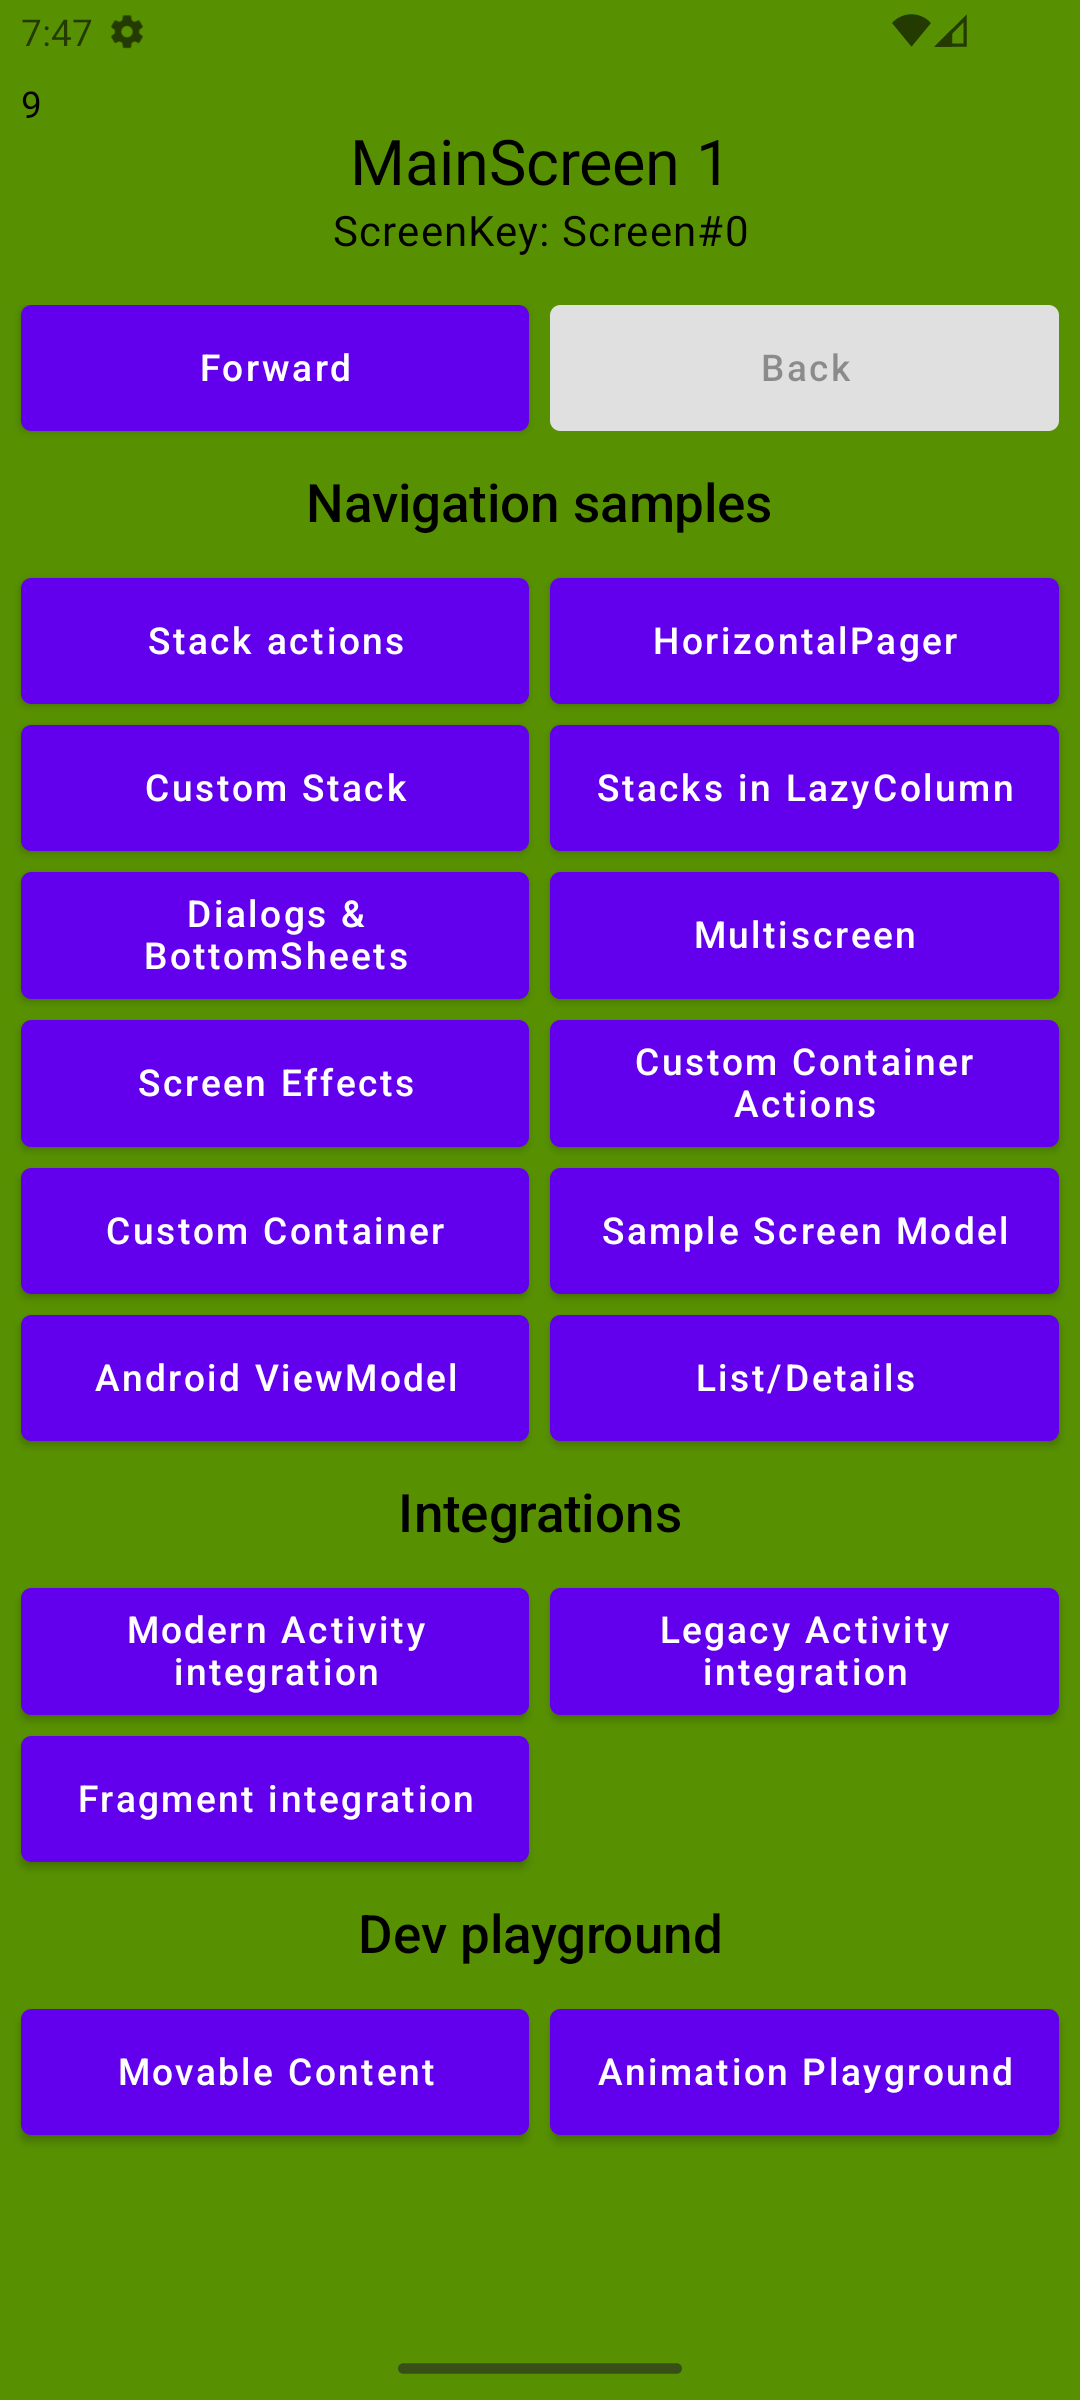 7:47
9
MainScreen 1
ScreenKey: Screen#0
Forward
Back
Navigation samples
Stack actions
HorizontalPager
Custom Stack
Stacks in LazyColumn
Dialogs &
BottomSheets
Multiscreen
Screen Effects
Custom Container
Actions
Custom Container
Sample Screen Model
Android ViewModel
List/Details
Integrations
Modern Activity
integration
Legacy Activity
integration
Fragment integration
Dev playground
Movable Content
Animation Playground